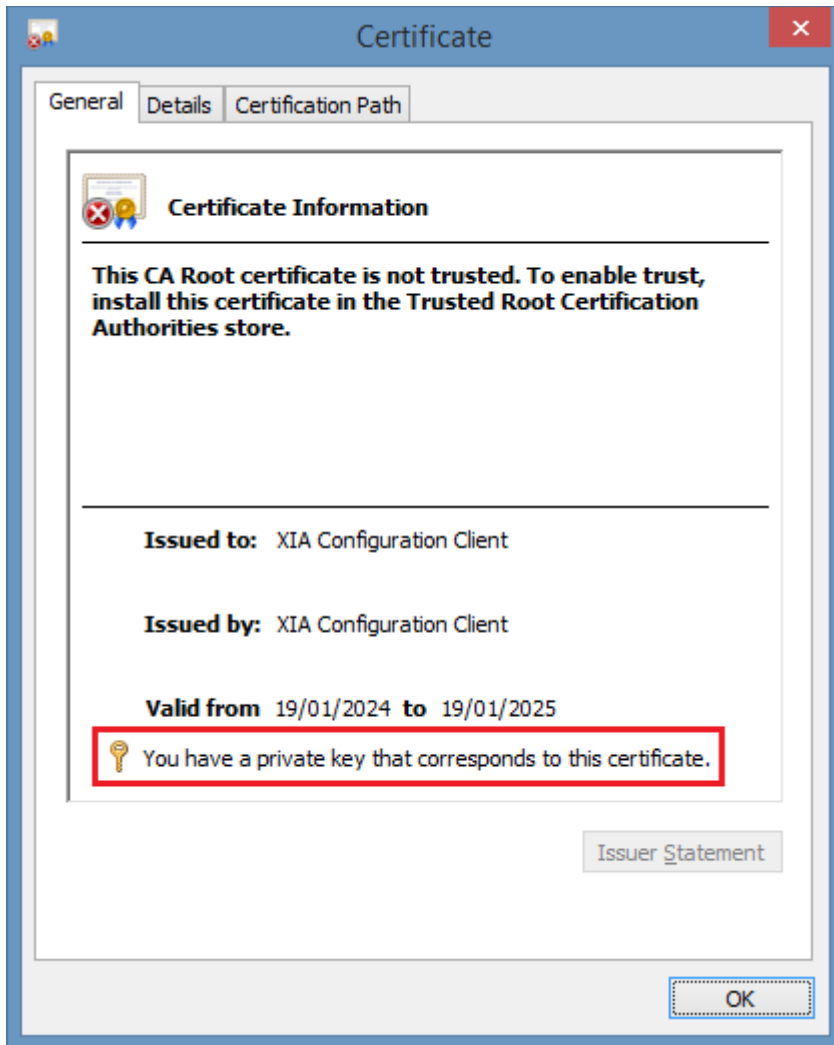 Certificate
General
Details
Certification Path
Certificate Information
This CA Root certificate is not trusted. To enable trust,
install this certificate in the Trusted Root Certification
Authorities store.
Issued to: XIA Configuration Client
Issued by: XIA Configuration Client
Valid from 19/01/2024 to 19/01/2025
You have a private key that corresponds to this certificate.
Issuer Statement
OK